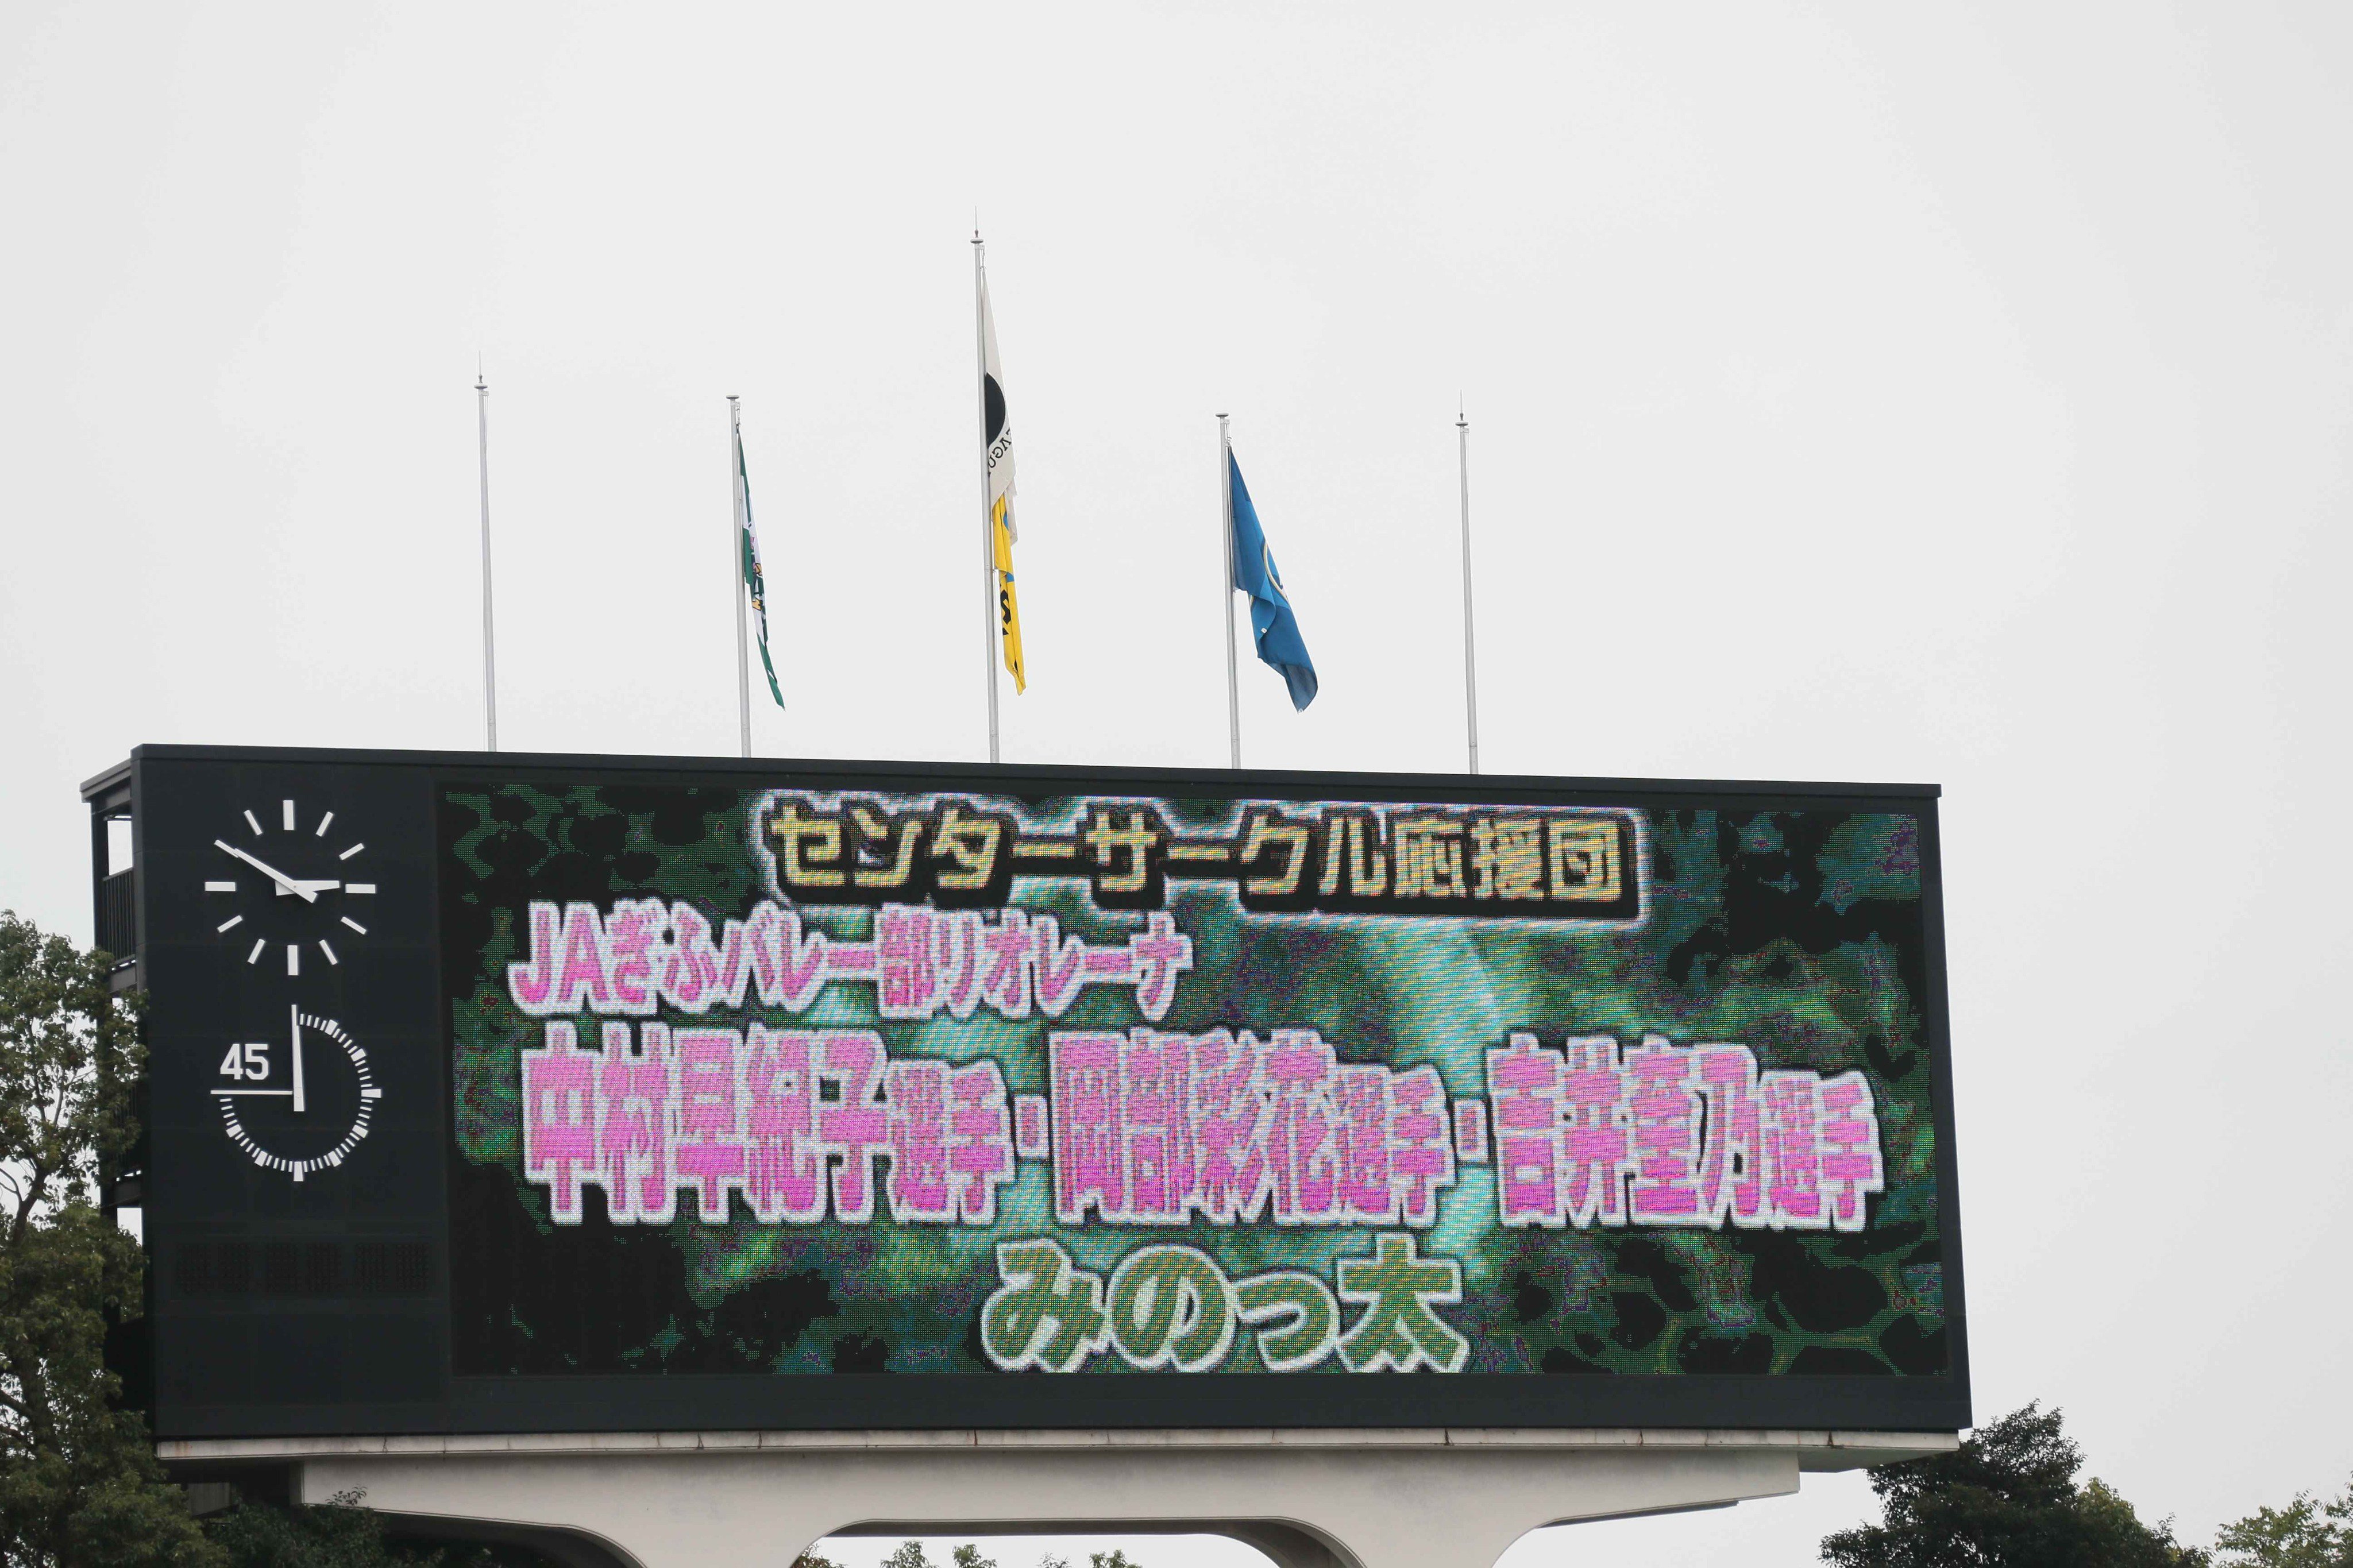 センターサークル応援団
JAぎふバレー部リオレーナ
45
中村早絢子選手・岡部彩花選手・吉井奎乃選手
みのっ太